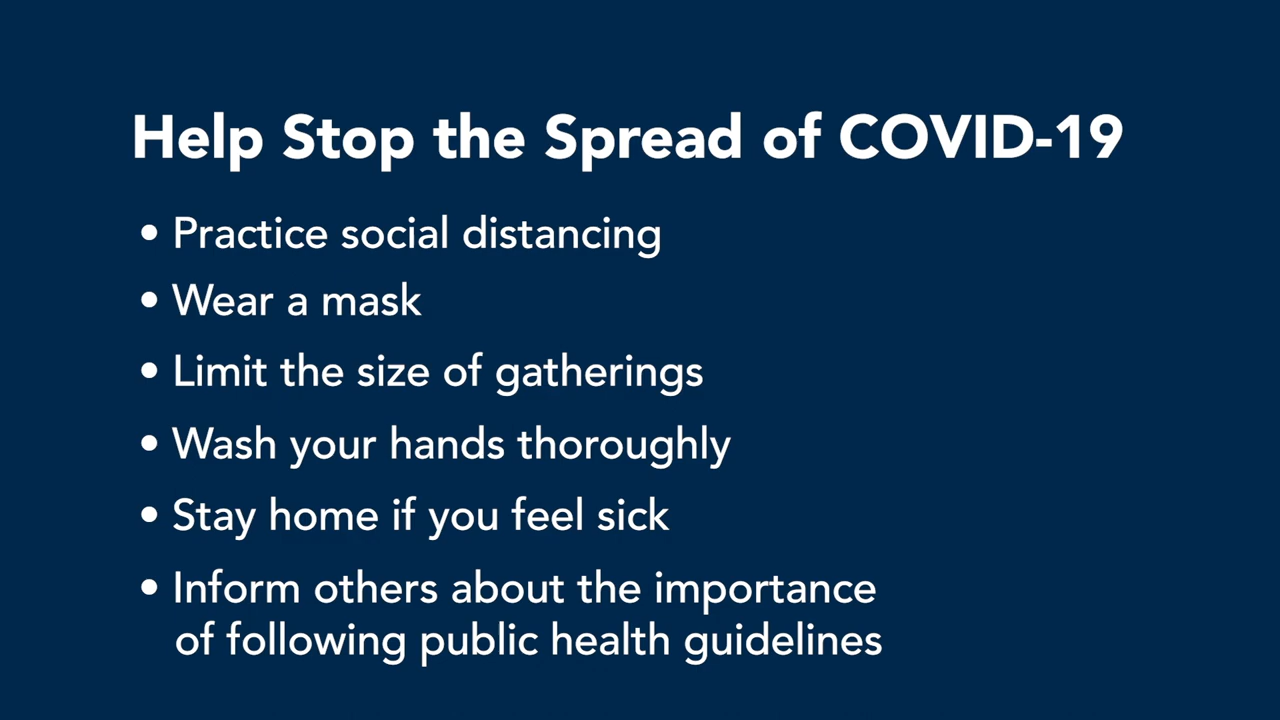 Help Stop the Spread of COVID-19
• Practice social distancing
• Wear a mask
• Limit the size of gatherings
• Wash your hands thoroughly
• Stay home if you feel sick
• Inform others about the importance
of following public health guidelines